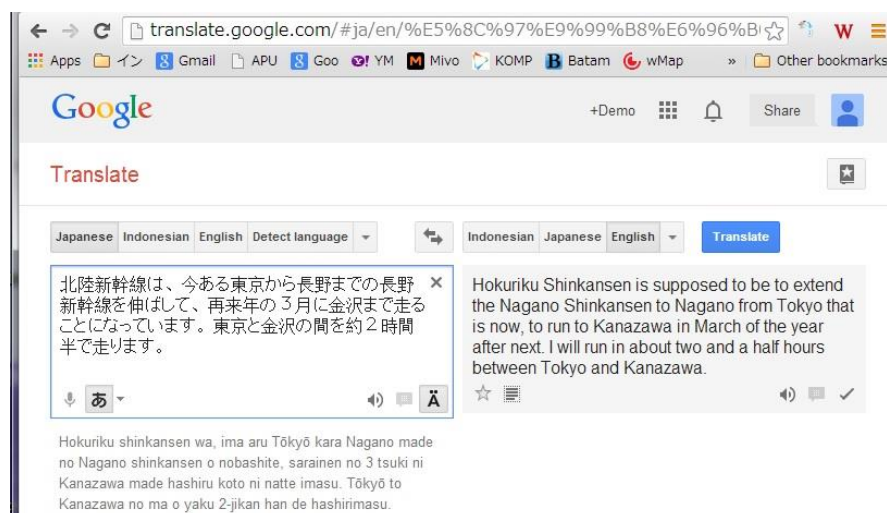 translate.google.com/#ja/en/%E5%8C%97%E9%99%B8%E6%96%B
W
Apps イン Gmail APU Goo YM Mivo KOMP Batam wMap » Other bookmarks
Google +Demo Share
Translate
Japanese Indonesian English Detect language Indonesian Japanese English Translate
北陸新幹線は、今ある東京から長野までの長野
新幹線を伸ばして、再来年の3月に金沢まで走る
ことになっています。東京と金沢の間を約2時間
半で走ります。
あ Ä
Hokuriku Shinkansen is supposed to be to extend
the Nagano Shinkansen to Nagano from Tokyo that
is now, to run to Kanazawa in March of the year
after next. I will run in about two and a half hours
between Tokyo and Kanazawa.
Hokuriku shinkansen wa, ima aru Tōkyō kara Nagano made
no Nagano shinkansen o nobashite, sarainen no 3 tsuki ni
Kanazawa made hashiru koto ni natte imasu. Tōkyō to
Kanazawa no ma o yaku 2-jikan han de hashirimasu.